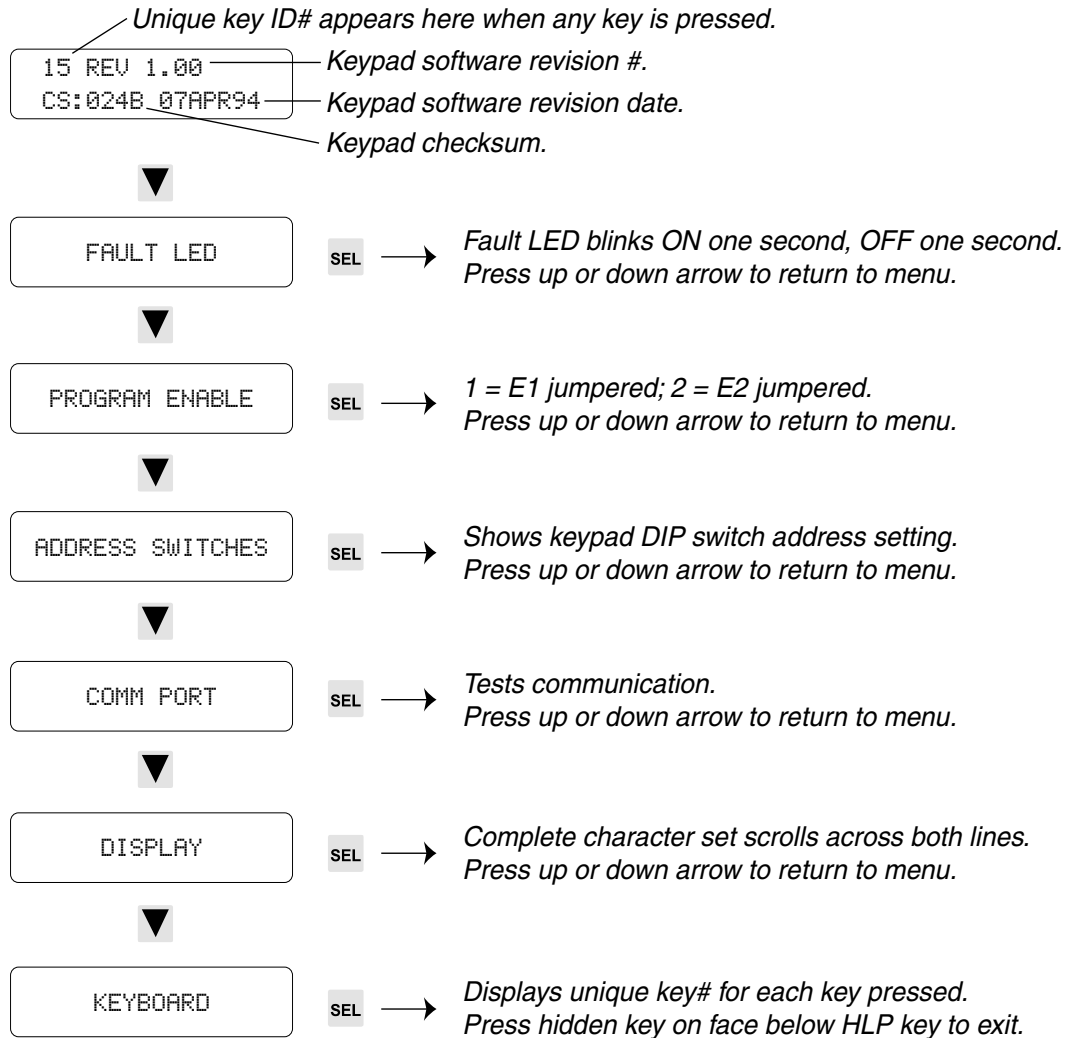 Unique key ID# appears here when any key is pressed.
15 REV 1.00
Keypad software revision #.
CS:024B 07APR94
Keypad software revision date.
Keypad checksum.
FAULT LED
SEL
Fault LED blinks ON one second, OFF one second.
Press up or down arrow to return to menu.
PROGRAM ENABLE
SEL
1 = E1 jumpered; 2 = E2 jumpered.
Press up or down arrow to return to menu.
ADDRESS SWITCHES
SEL
Shows keypad DIP switch address setting.
Press up or down arrow to return to menu.
COMM PORT
SEL
Tests communication.
Press up or down arrow to return to menu.
DISPLAY
SEL
Complete character set scrolls across both lines.
Press up or down arrow to return to menu.
KEYBOARD
SEL
Displays unique key# for each key pressed.
Press hidden key on face below HLP key to exit.